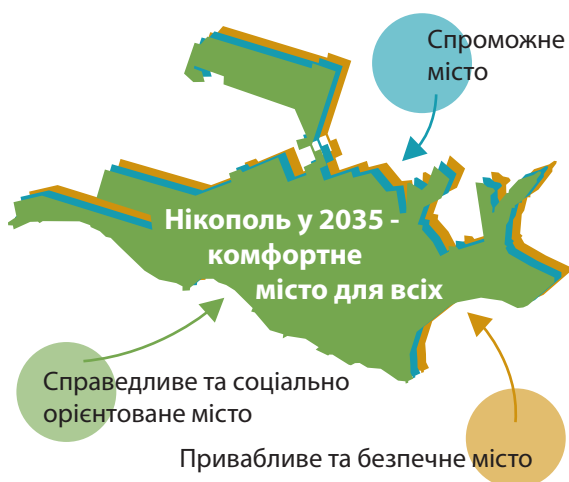 Спроможне
місто
Нікополь у 2035 -
комфортне
місто для всіх
Справедливе та соціально
орієнтоване місто
Привабливе та безпечне місто